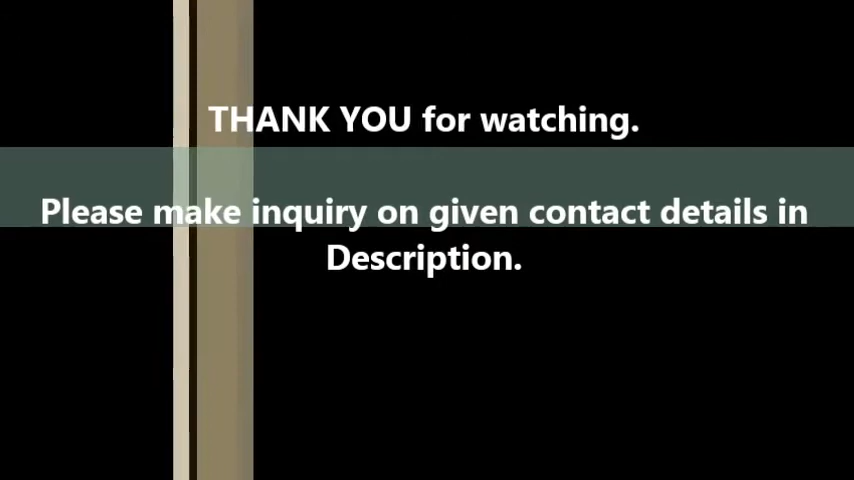 THANK YOU for watching.
Please make inquiry on given contact details in
Description.